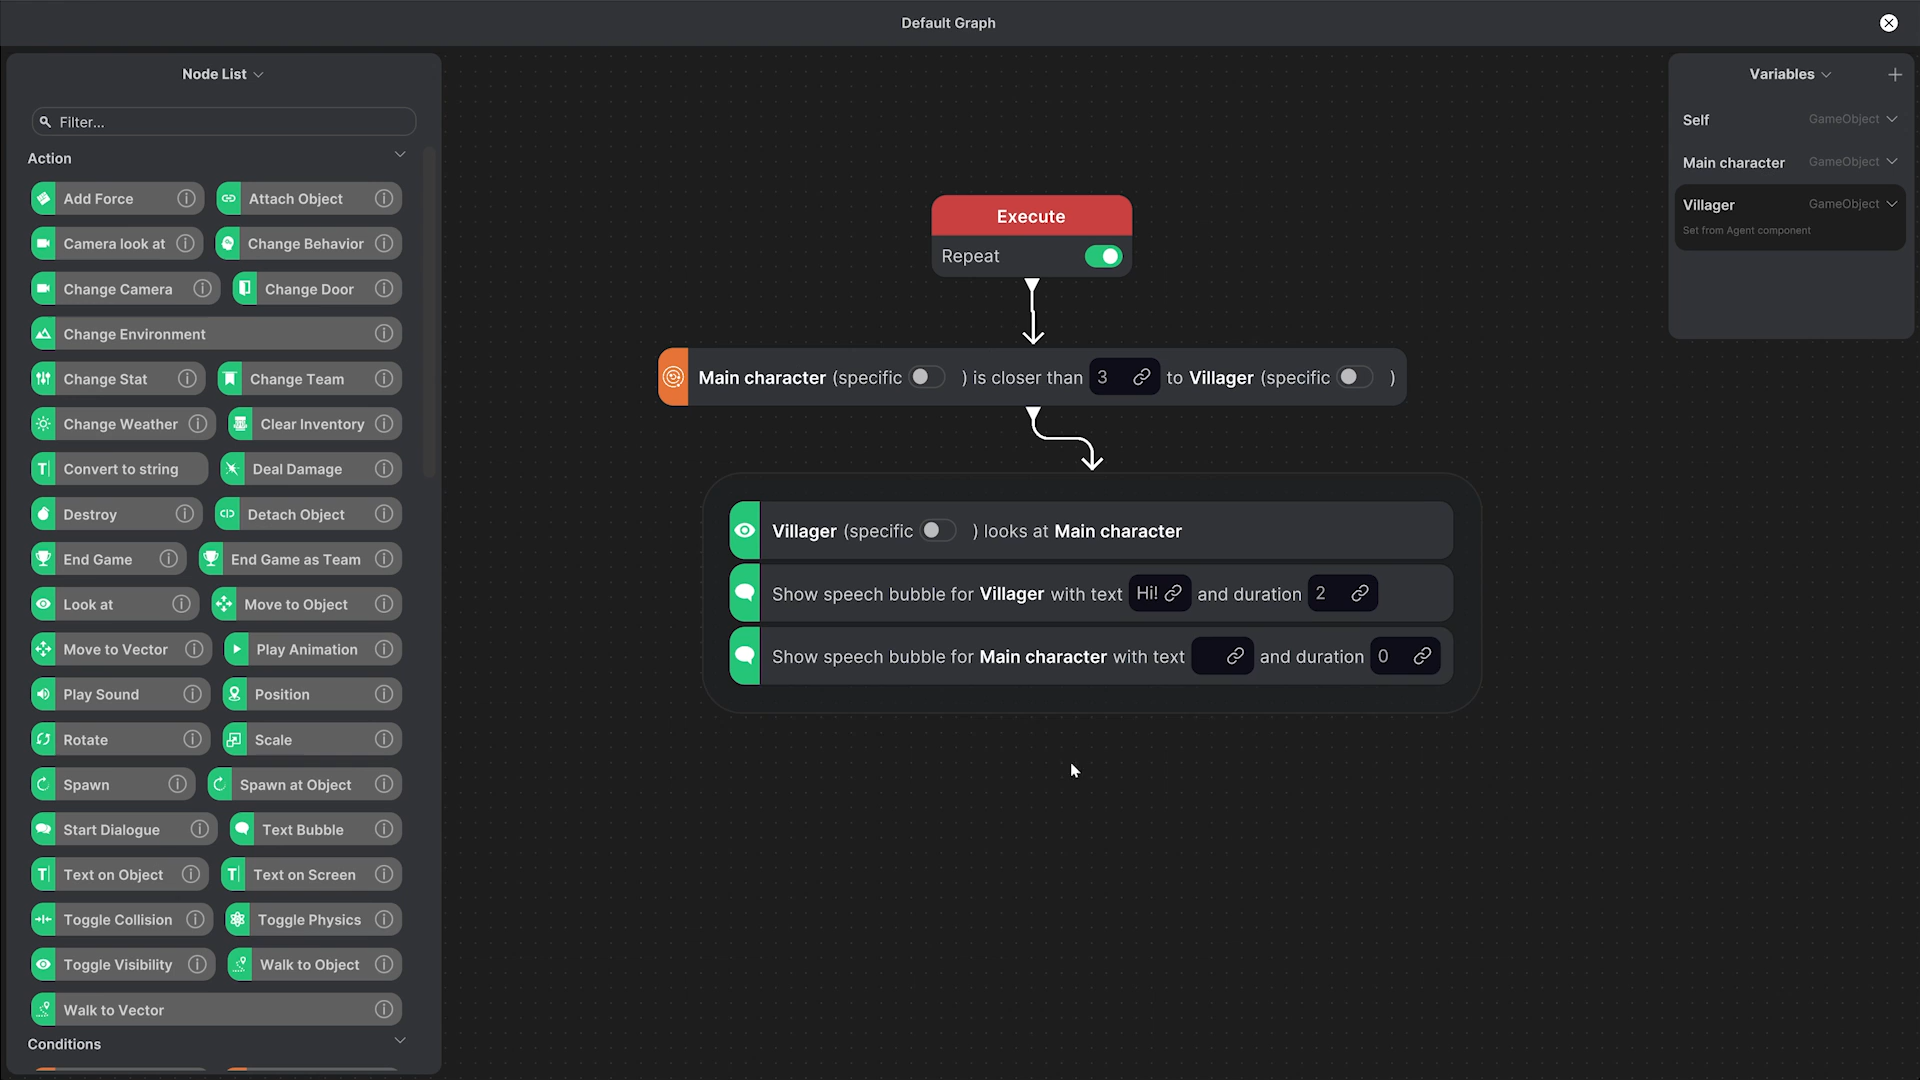 Default Graph
Node List
Filter...
Action
Add Force
Attach Object
Camera look at
Change Behavior
Change Camera
Change Door
Change Environment
Change Stat
Change Team
Change Weather
Clear Inventory
Convert to string
Deal Damage
Destroy
Detach Object
End Game
End Game as Team
Look at
Move to Object
Move to Vector
Play Animation
Play Sound
Position
Rotate
Scale
Spawn
Spawn at Object
Start Dialogue
Text Bubble
Text on Object
Text on Screen
Toggle Collision
Toggle Physics
Toggle Visibility
Walk to Object
Walk to Vector
Conditions
Execute
Repeat
Main character (specific ) is closer than 3 to Villager (specific )
Villager (specific ) looks at Main character
Show speech bubble for Villager with text Hi! and duration 2
Show speech bubble for Main character with text and duration 0
Variables
Self GameObject
Main character GameObject
Villager GameObject
Set from Agent component